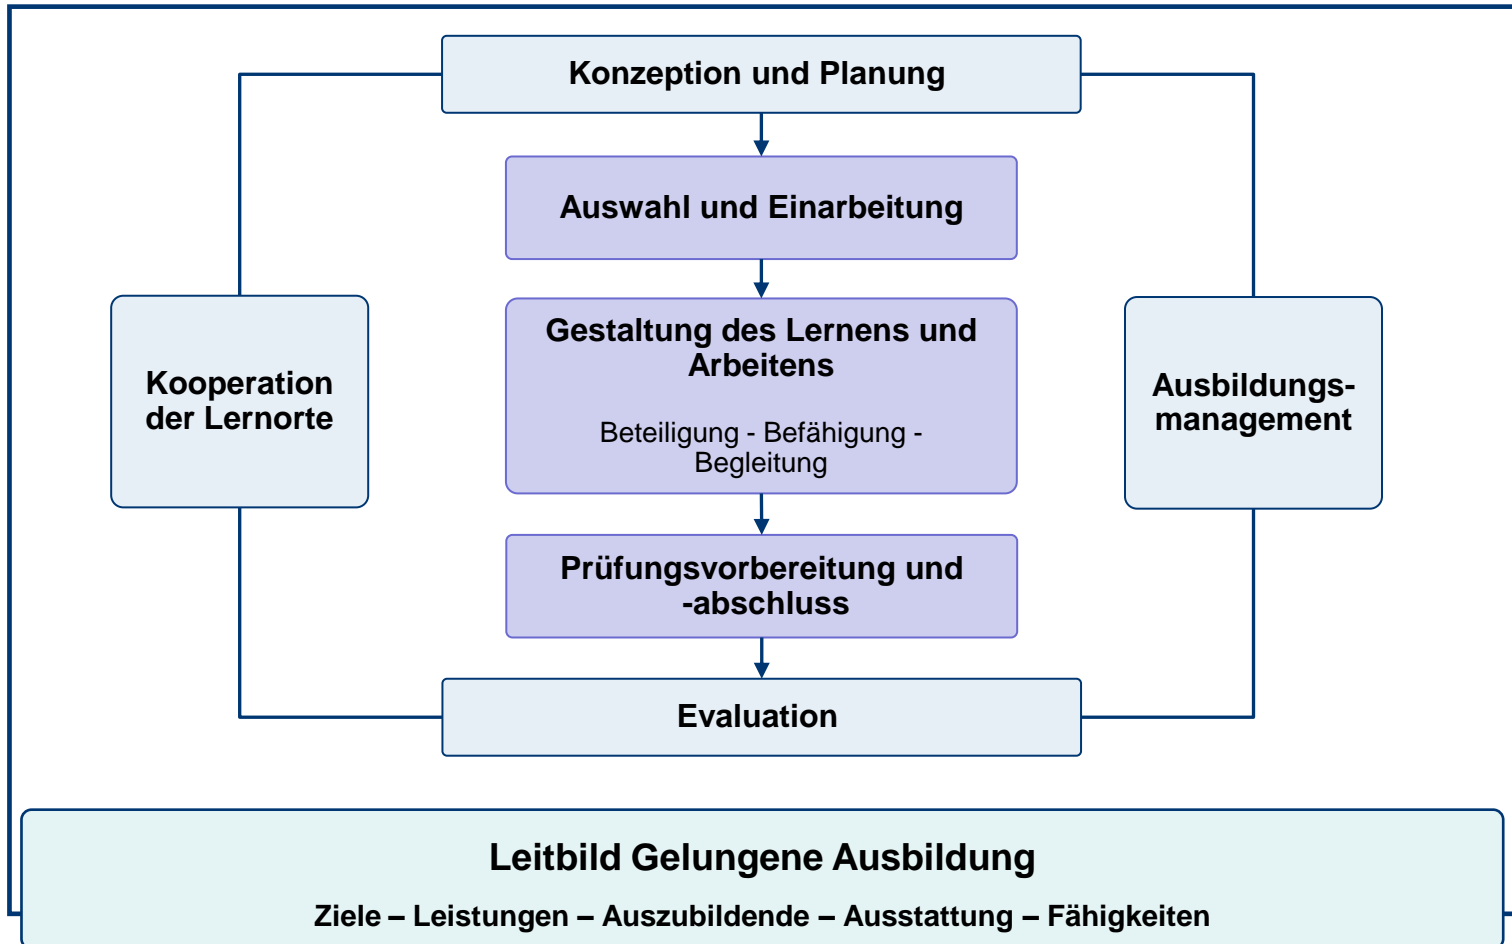 Konzeption und Planung
Auswahl und Einarbeitung
Gestaltung des Lernens und
Arbeitens
Beteiligung - Befähigung -
Begleitung
Kooperation
der Lernorte
Ausbildungs-
management
Prüfungsvorbereitung und
-abschluss
Evaluation
Leitbild Gelungene Ausbildung
Ziele – Leistungen – Auszubildende – Ausstattung – Fähigkeiten